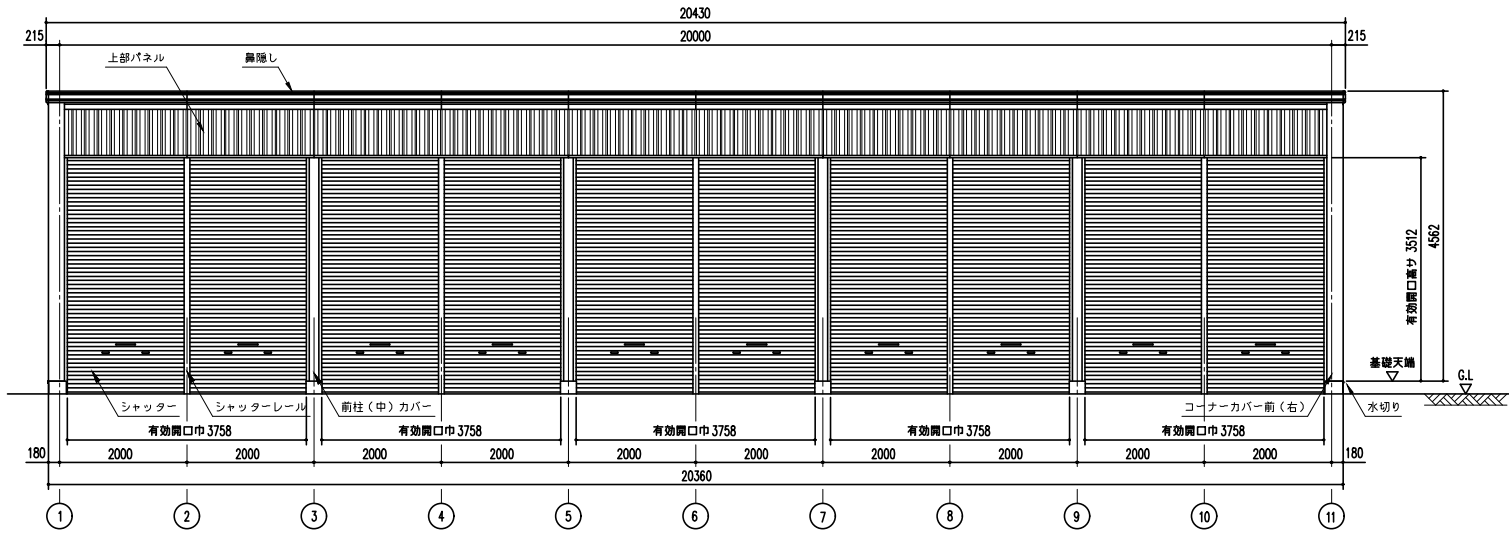 20430
215
20000
215
上部パネル
鼻隠し
有効開口高サ 3512
4562
基礎天端
G.L
シャッター
シャッターレール
前柱（中）カバー
コーナーカバー前（右）
水切り
有効開口巾 3758
有効開口巾 3758
有効開口巾 3758
有効開口巾 3758
有効開口巾 3758
180
2000
2000
2000
2000
2000
2000
2000
2000
2000
2000
180
20360
1
2
3
4
5
6
7
8
9
10
11